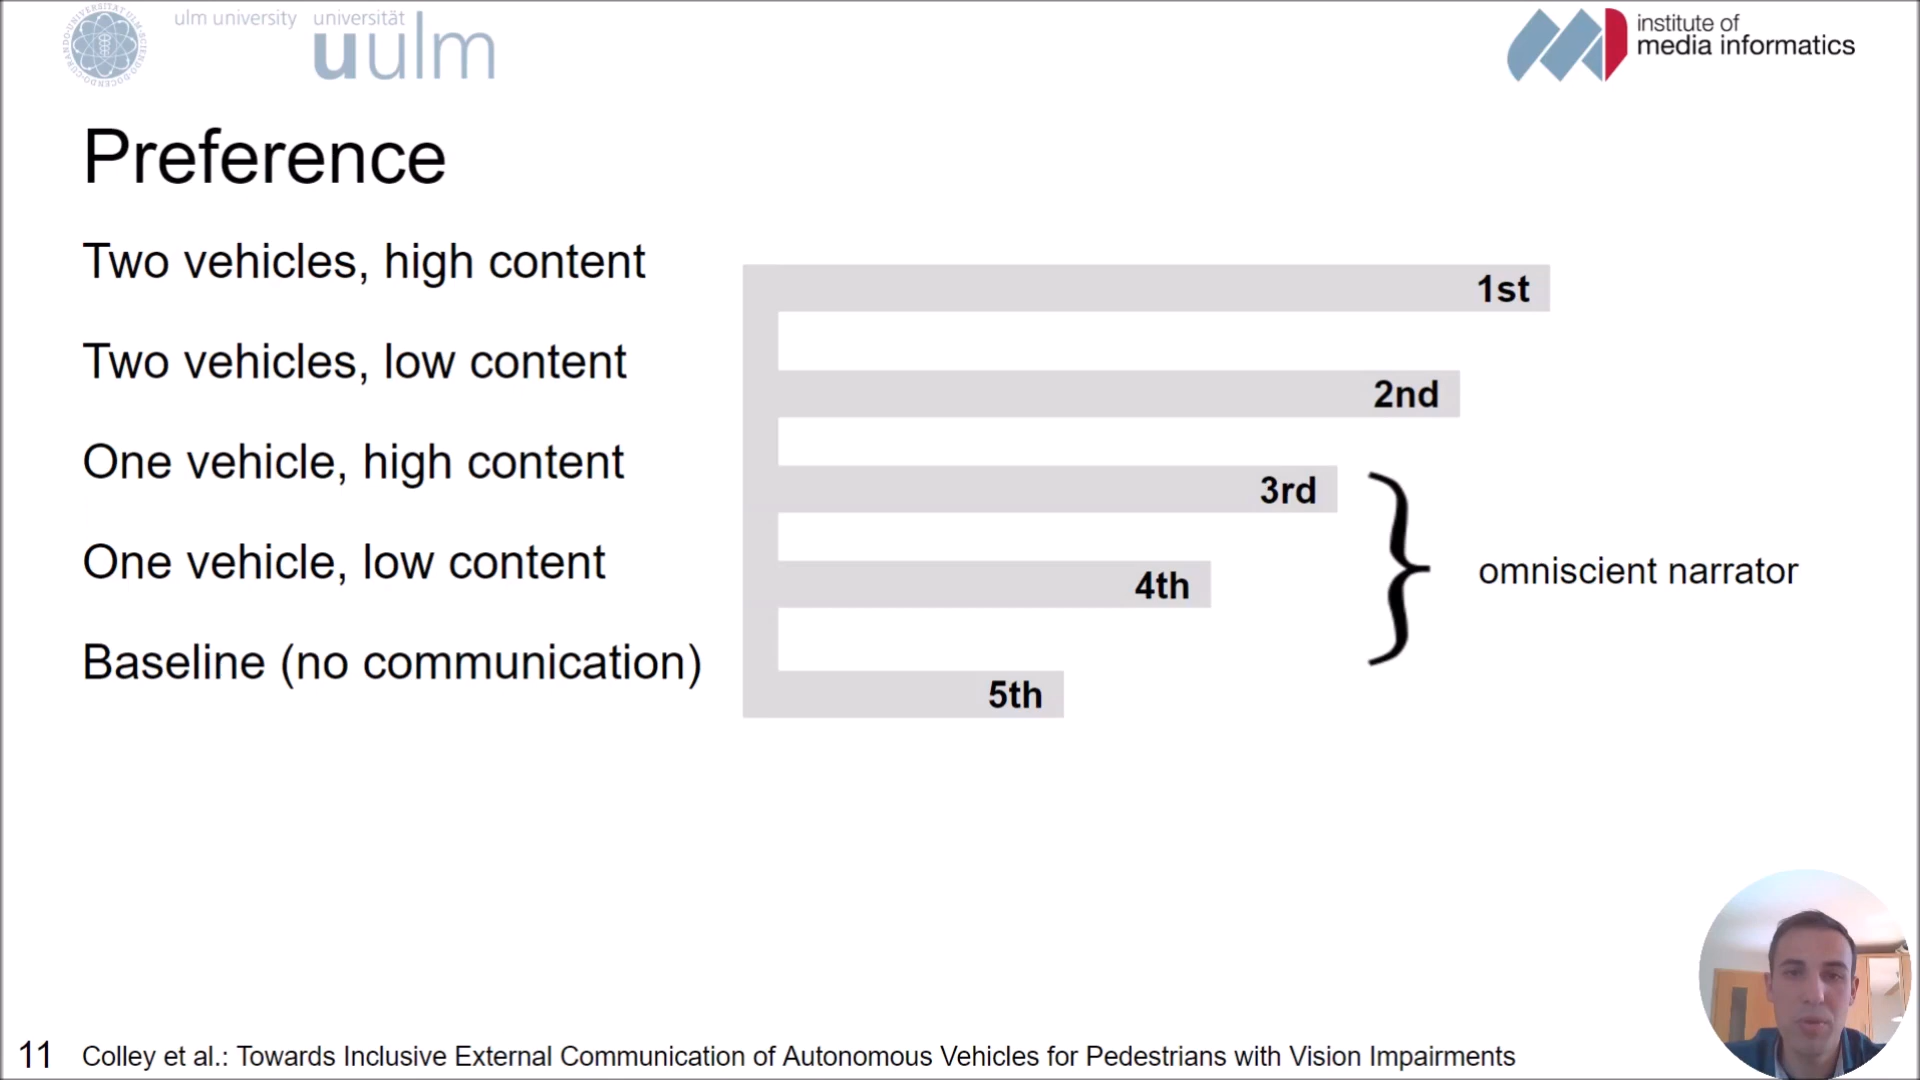 ulm university universität
uulm
institute of
media informatics
Preference
Two vehicles, high content
1st
Two vehicles, low content
2nd
One vehicle, high content
3rd
One vehicle, low content
4th
omniscient narrator
Baseline (no communication)
5th
11 Colley et al.: Towards Inclusive External Communication of Autonomous Vehicles for Pedestrians with Vision Impairments